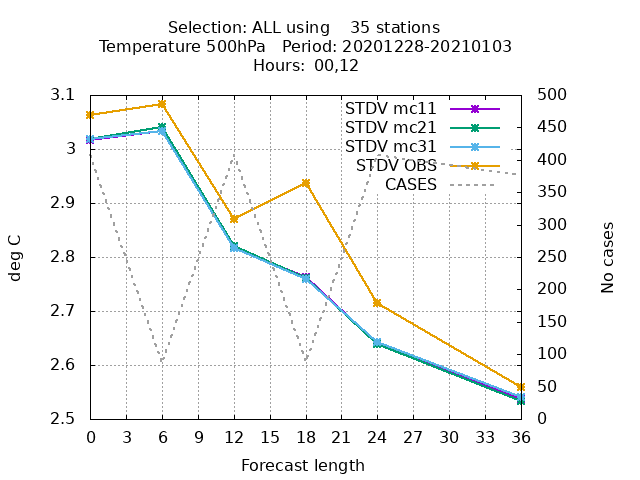 Selection: ALL using    35 stations
Temperature 500hPa   Period: 20201228-20210103
Hours:  00,12
3.1
3
2.9
2.8
2.7
2.6
2.5
deg C
STDV mc11
STDV mc21
STDV mc31
STDV OBS
CASES
500
450
400
350
300
250
200
150
100
50
0
No cases
0 3 6 9 12 15 18 21 24 27 30 33 36
Forecast length